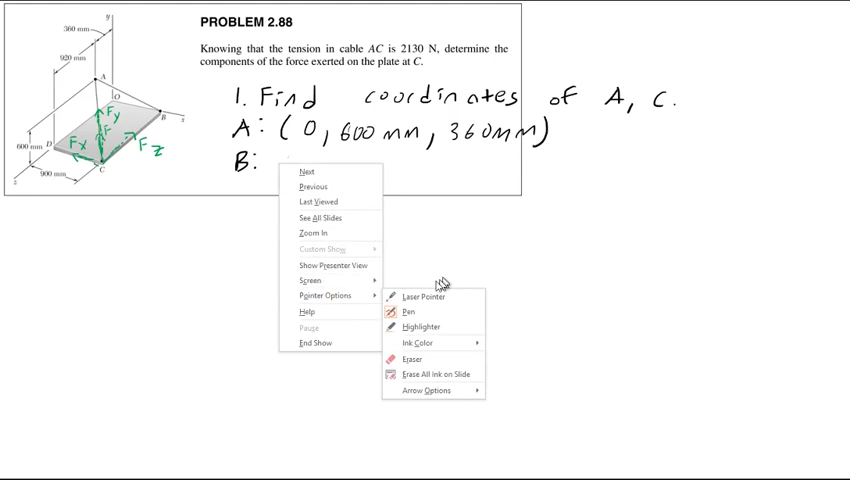 PROBLEM 2.88
Knowing that the tension in cable AC is 2130 N, determine the
components of the force exerted on the plate at C.
y
360 mm
920 mm
A
O
B
x
Fy
F
Fx
Fz
600 mm
D
C
900 mm
z
1. Find coordinates of A, C.
A: (0, 600 mm, 360 mm)
B:
Next
Previous
Last Viewed
See All Slides
Zoom In
Custom Show
Show Presenter View
Screen
Pointer Options
Help
Pause
End Show
Laser Pointer
Pen
Highlighter
Ink Color
Eraser
Erase All Ink on Slide
Arrow Options